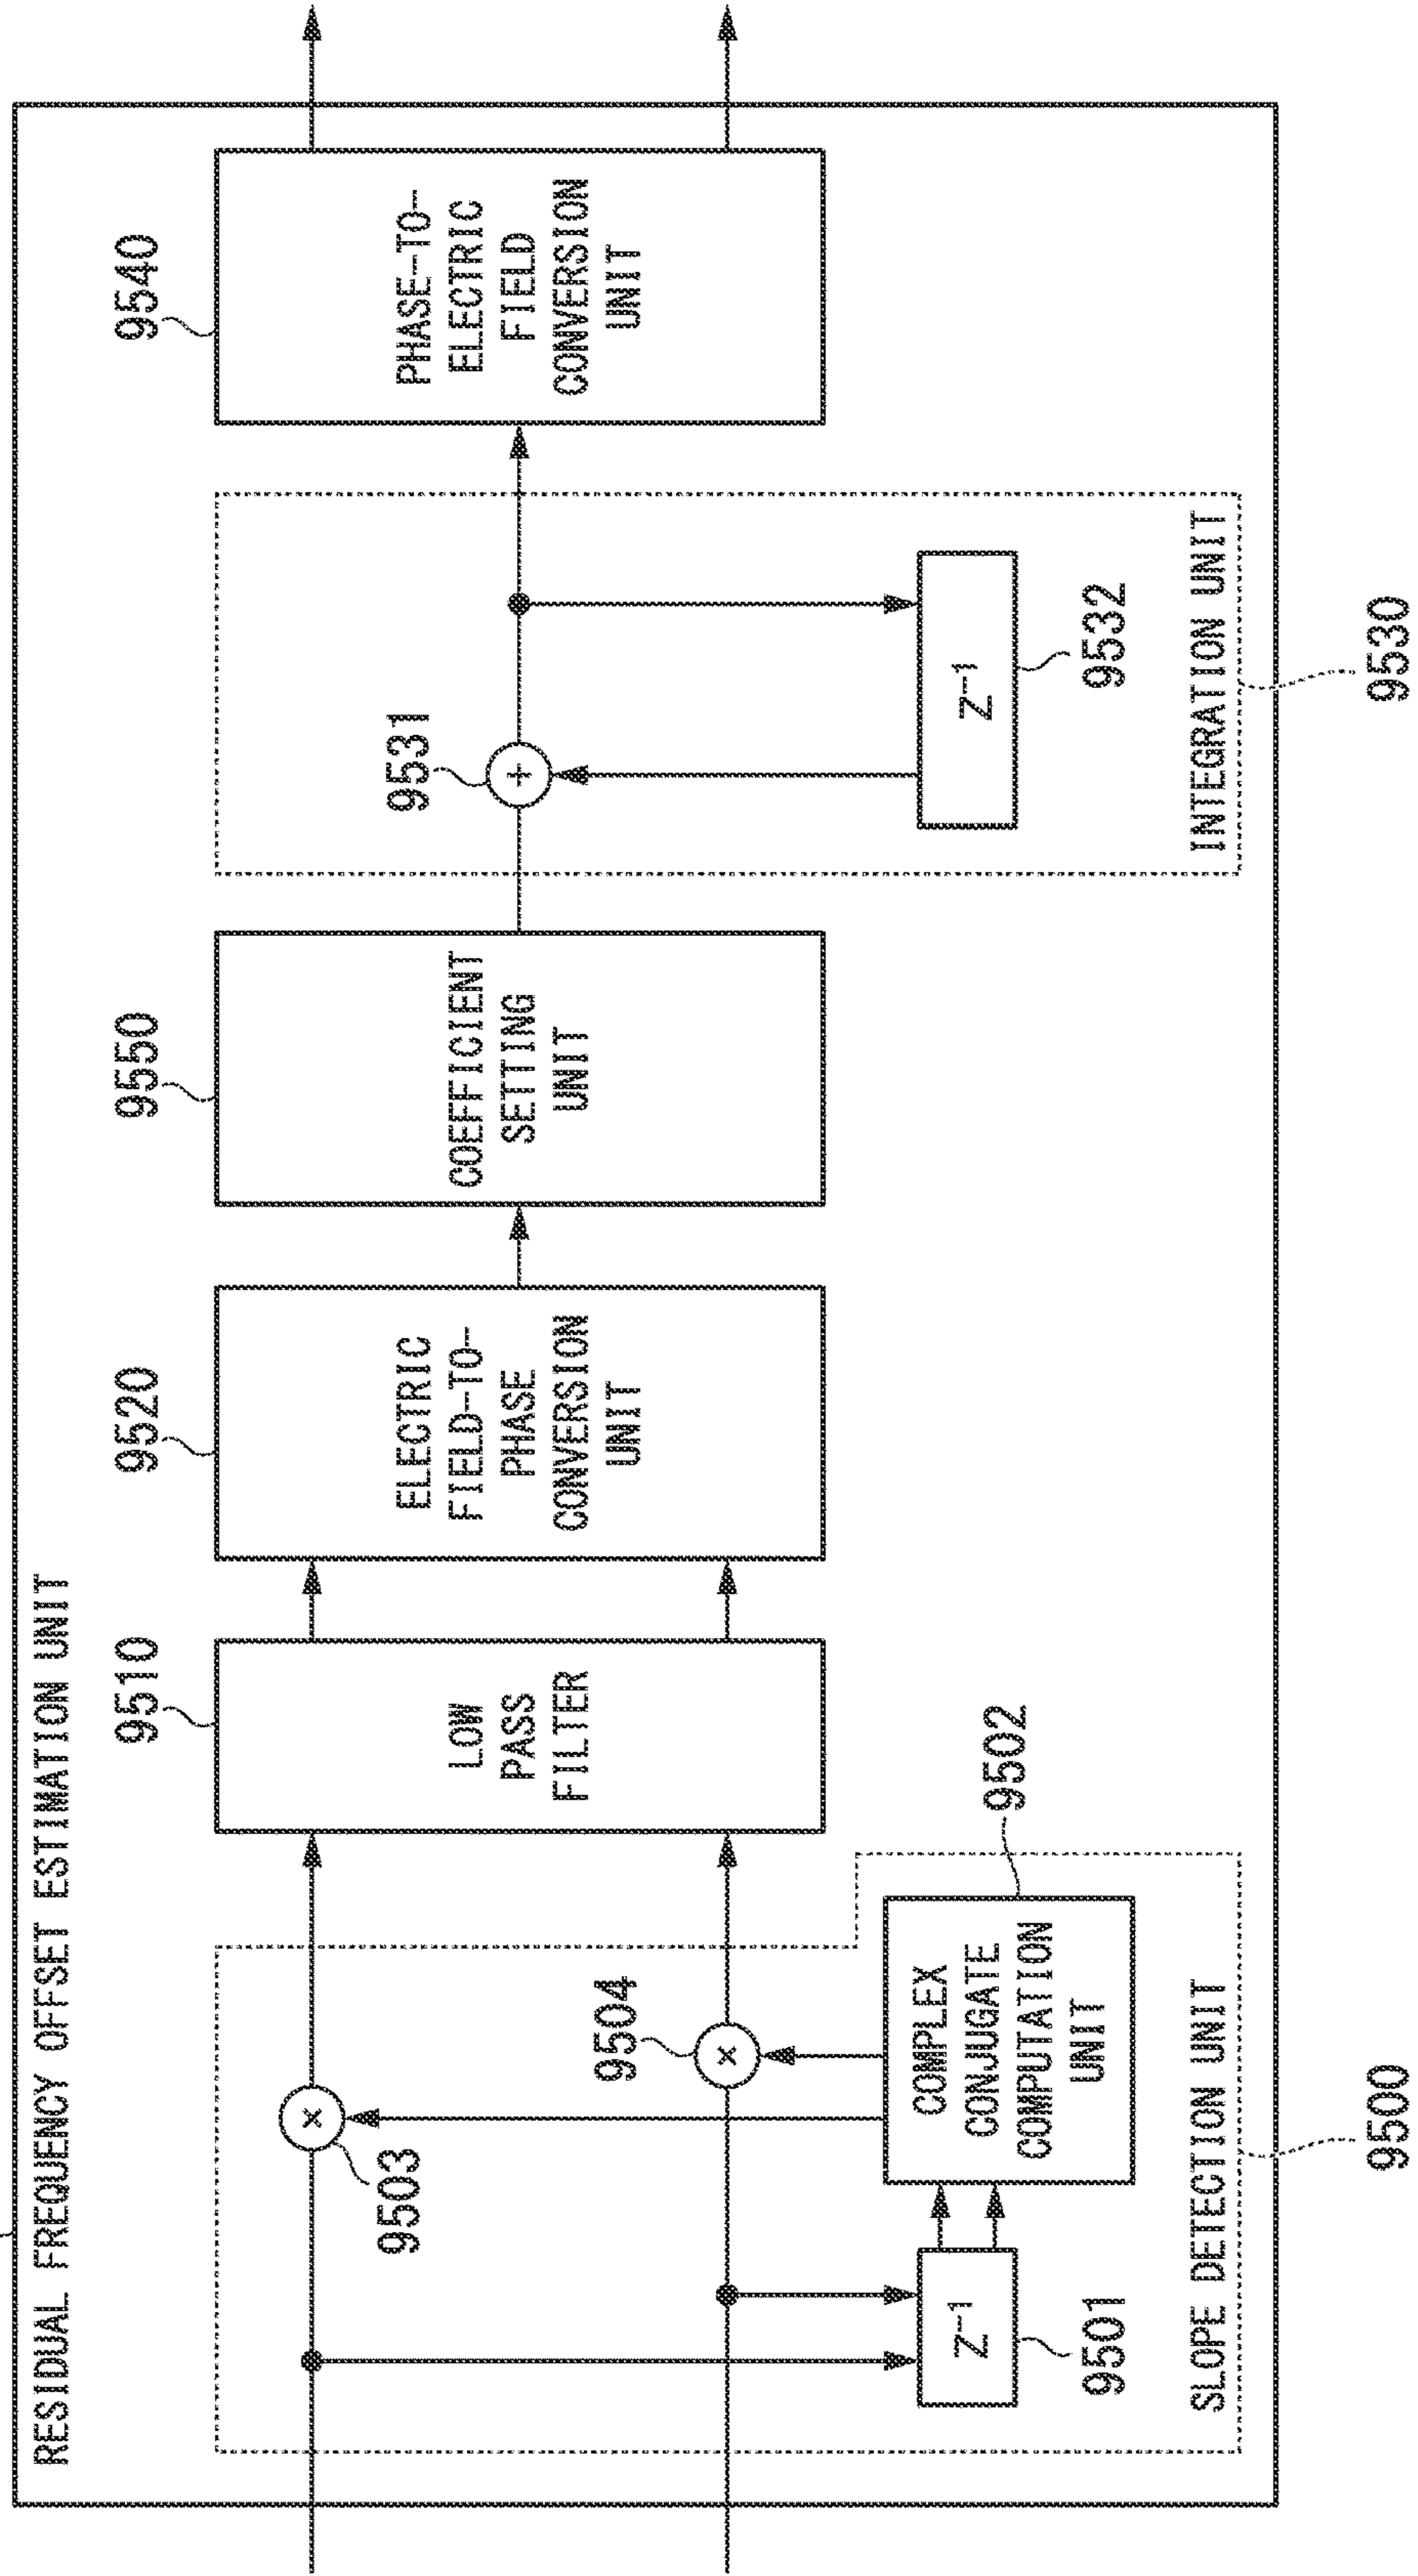 RESIDUAL FREQUENCY OFFSET ESTIMATION UNIT
9510
LOW
PASS
FILTER
9520
ELECTRIC
FIELD-TO-
PHASE
CONVERSION
UNIT
9550
COEFFICIENT
SETTING
UNIT
9540
PHASE-TO-
ELECTRIC
FIELD
CONVERSION
UNIT
9503
×
9504
×
Z-1
9501
COMPLEX
CONJUGATE
COMPUTATION
UNIT
9502
SLOPE DETECTION UNIT
9500
9531
+
Z-1
9532
INTEGRATION UNIT
9530